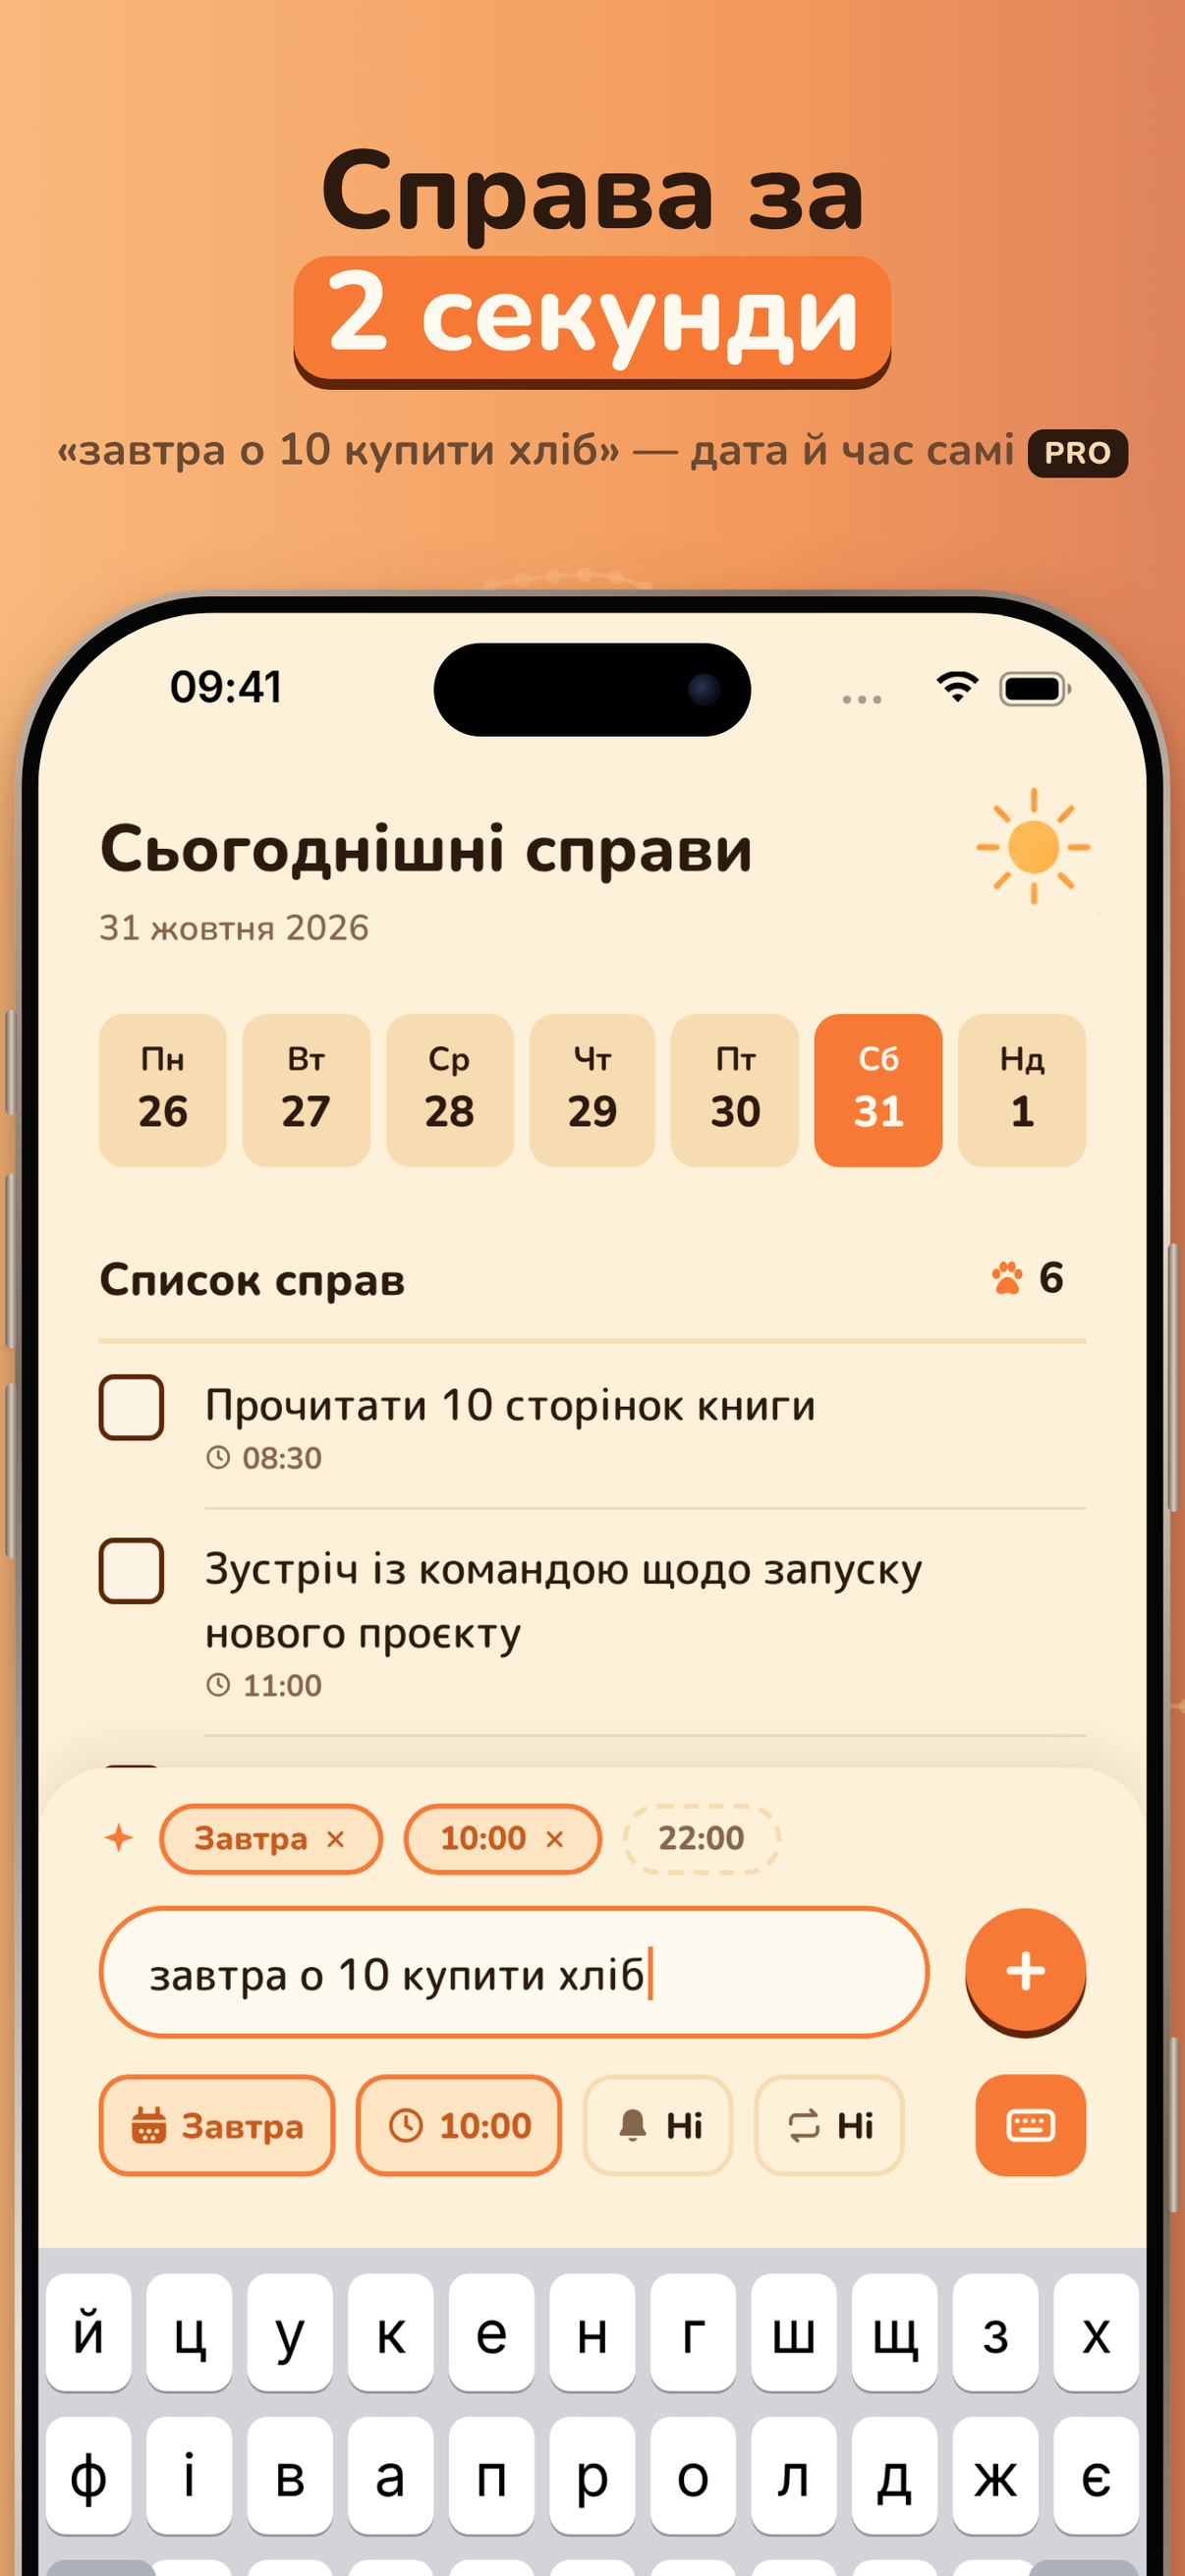 Справа за
2 секунди
«завтра о 10 купити хліб» — дата й час самі PRO
09:41
Сьогоднішні справи
31 жовтня 2026
Пн Вт Ср Чт Пт Сб Нд
26 27 28 29 30 31 1
Список справ 6
Прочитати 10 сторінок книги
08:30
Зустріч із командою щодо запуску
нового проєкту
11:00
Завтра × 10:00 × 22:00
завтра о 10 купити хліб
Завтра 10:00 Ні Ні
й ц у к е н г ш щ з х
ф і в а п р о л д ж є